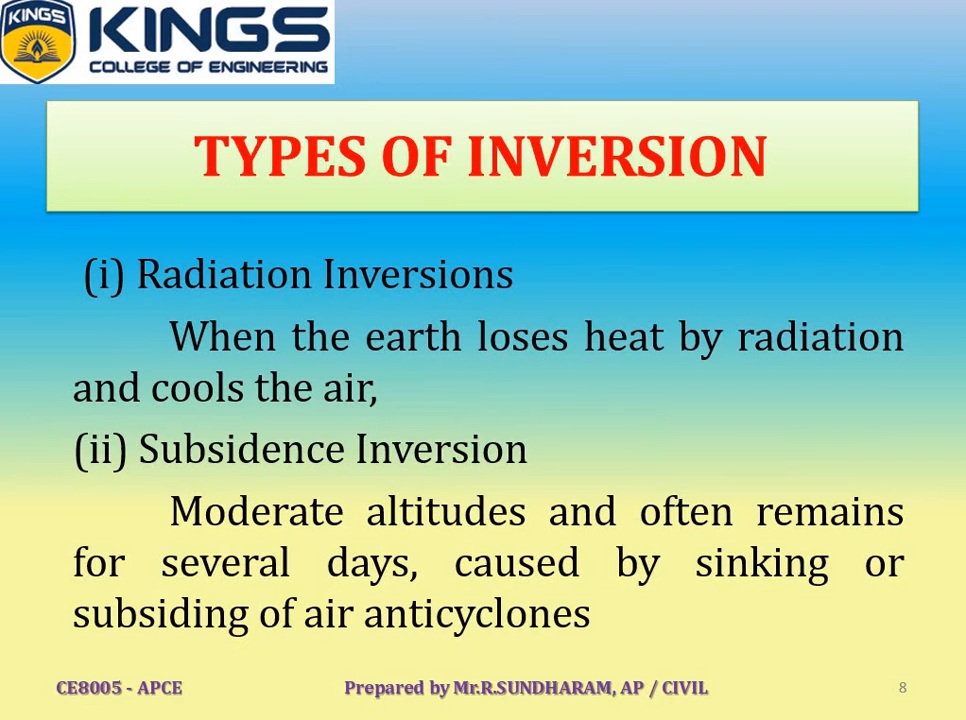 KINGS
KINGS
COLLEGE OF ENGINEERING
TYPES OF INVERSION
(i) Radiation Inversions
When the earth loses heat by radiation
and cools the air,
(ii) Subsidence Inversion
Moderate altitudes and often remains
for several days, caused by sinking or
subsiding of air anticyclones
CE8005 - APCE Prepared by Mr.R.SUNDHARAM, AP / CIVIL 8